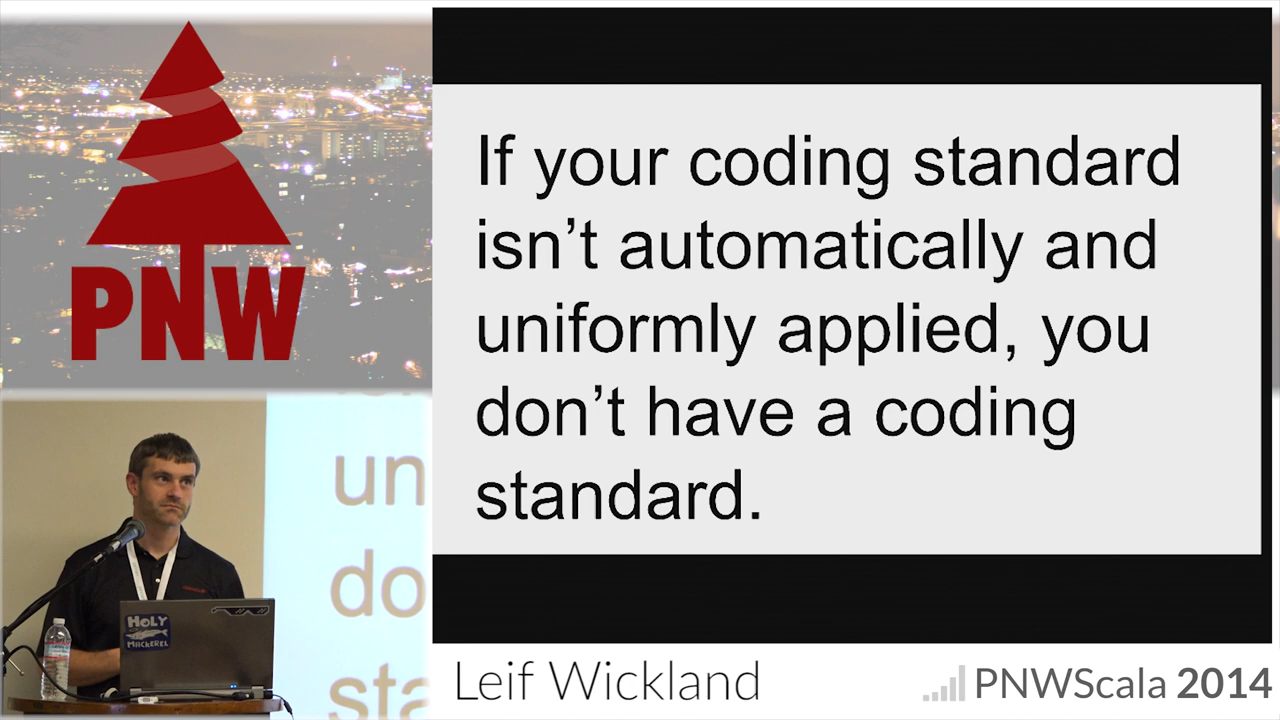 PNW
If your coding standard
isn’t automatically and
uniformly applied, you
don’t have a coding
standard.
un
do
sta
HOLY
MACKEREL
Leif Wickland
PNWScala 2014